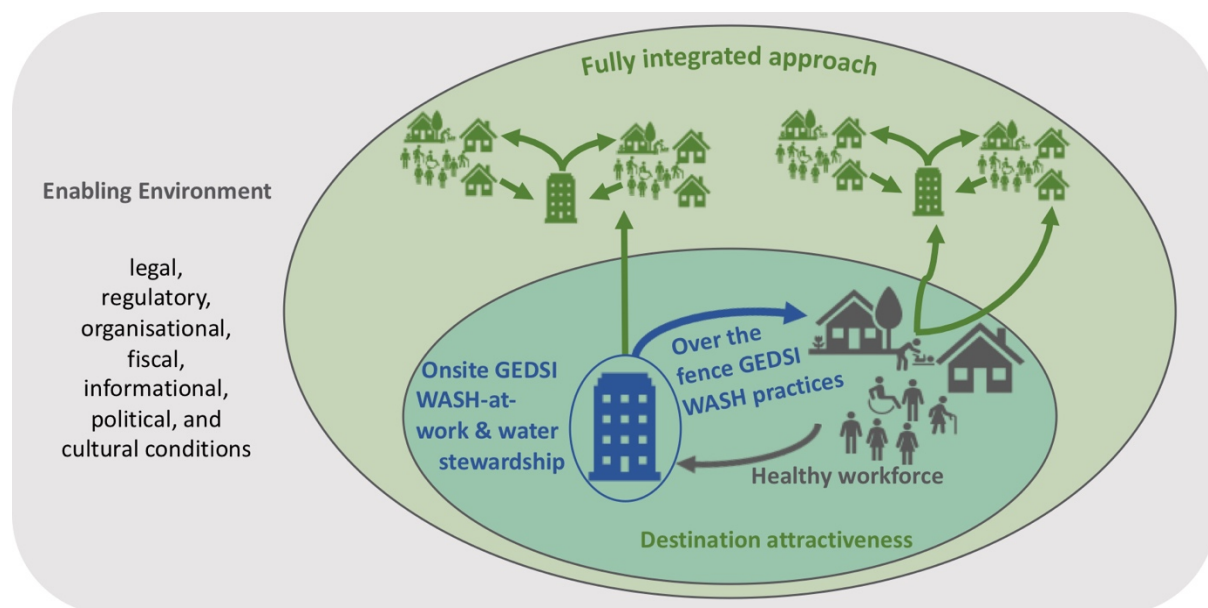 Fully integrated approach
Enabling Environment
legal,
regulatory,
organisational,
fiscal,
informational,
political, and
cultural conditions
Onsite GEDSI
WASH-at-
work & water
stewardship
Over the
fence GEDSI
WASH practices
Healthy workforce
Destination attractiveness